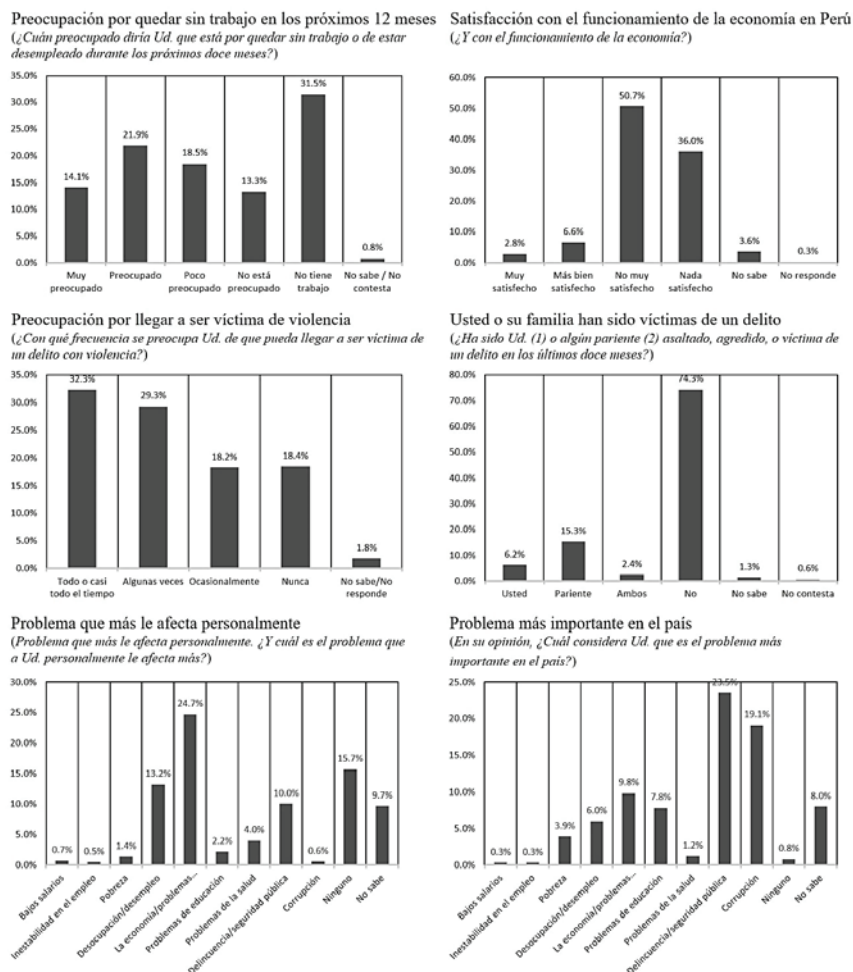 Preocupación por quedar sin trabajo en los próximos 12 meses
(¿Cuán preocupado diría Ud. que está por quedar sin trabajo o de estar
desempleado durante los próximos doce meses?)
35.0%
30.0%
25.0%
20.0%
15.0%
10.0%
5.0%
0.0%
14.1%
21.9%
18.5%
13.3%
31.5%
0.8%
Muy preocupado
Preocupado
Poco preocupado
No está preocupado
No tiene trabajo
No sabe / No contesta
Satisfacción con el funcionamiento de la economía en Perú
(¿Y con el funcionamiento de la economía?)
60.0%
50.0%
40.0%
30.0%
20.0%
10.0%
0.0%
2.8%
6.6%
50.7%
36.0%
3.6%
0.3%
Muy satisfecho
Más bien satisfecho
No muy satisfecho
Nada satisfecho
No sabe
No responde
Preocupación por llegar a ser víctima de violencia
(¿Con qué frecuencia se preocupa Ud. de que pueda llegar a ser víctima de
un delito con violencia?)
35.0%
30.0%
25.0%
20.0%
15.0%
10.0%
5.0%
0.0%
32.3%
29.3%
18.2%
18.4%
1.8%
Todo o casi todo el tiempo
Algunas veces
Ocasionalmente
Nunca
No sabe/No responde
Usted o su familia han sido víctimas de un delito
(¿Ha sido Ud. (1) o algún pariente (2) asaltado, agredido, o víctima de
un delito en los últimos doce meses?)
80.0%
70.0%
60.0%
50.0%
40.0%
30.0%
20.0%
10.0%
0.0%
6.2%
15.3%
2.4%
74.3%
1.3%
0.6%
Usted
Pariente
Ambos
No
No sabe
No contesta
Problema que más le afecta personalmente
(Problema que más le afecta personalmente. ¿Y cuál es el problema que
a Ud. personalmente le afecta más?)
30.0%
25.0%
20.0%
15.0%
10.0%
5.0%
0.0%
0.7%
0.5%
1.4%
13.2%
24.7%
2.2%
4.0%
10.0%
0.6%
15.7%
9.7%
Bajos salarios
Inestabilidad en el empleo
Pobreza
Desocupación/desempleo
La economía/problemas...
Problemas de educación
Problemas de la salud
Delincuencia/seguridad pública
Corrupción
Ninguno
No sabe
Problema más importante en el país
(En su opinión, ¿Cuál considera Ud. que es el problema más
importante en el país?)
25.0%
20.0%
15.0%
10.0%
5.0%
0.0%
0.3%
0.3%
3.9%
6.0%
9.8%
7.8%
1.2%
23.5%
19.1%
0.8%
8.0%
Bajos salarios
Inestabilidad en el empleo
Pobreza
Desocupación/desempleo
La economía/problemas...
Problemas de educación
Problemas de la salud
Delincuencia/seguridad pública
Corrupción
Ninguno
No sabe